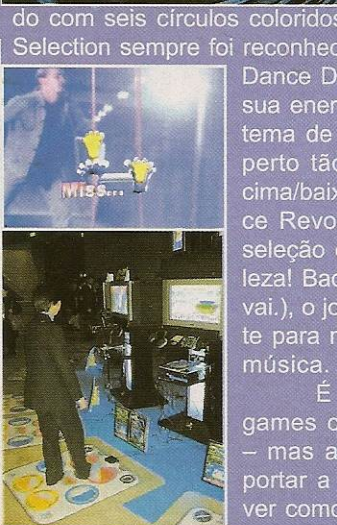 do com seis círculos coloridos
Selection sempre foi reconhec
Dance D
sua ener
tema de
perto tão
cima/baix
ce Revo
seleção
leza! Bac
vai.), o jo
te para r
música.
É
games c
– mas a
portar a
ver como
Miss...